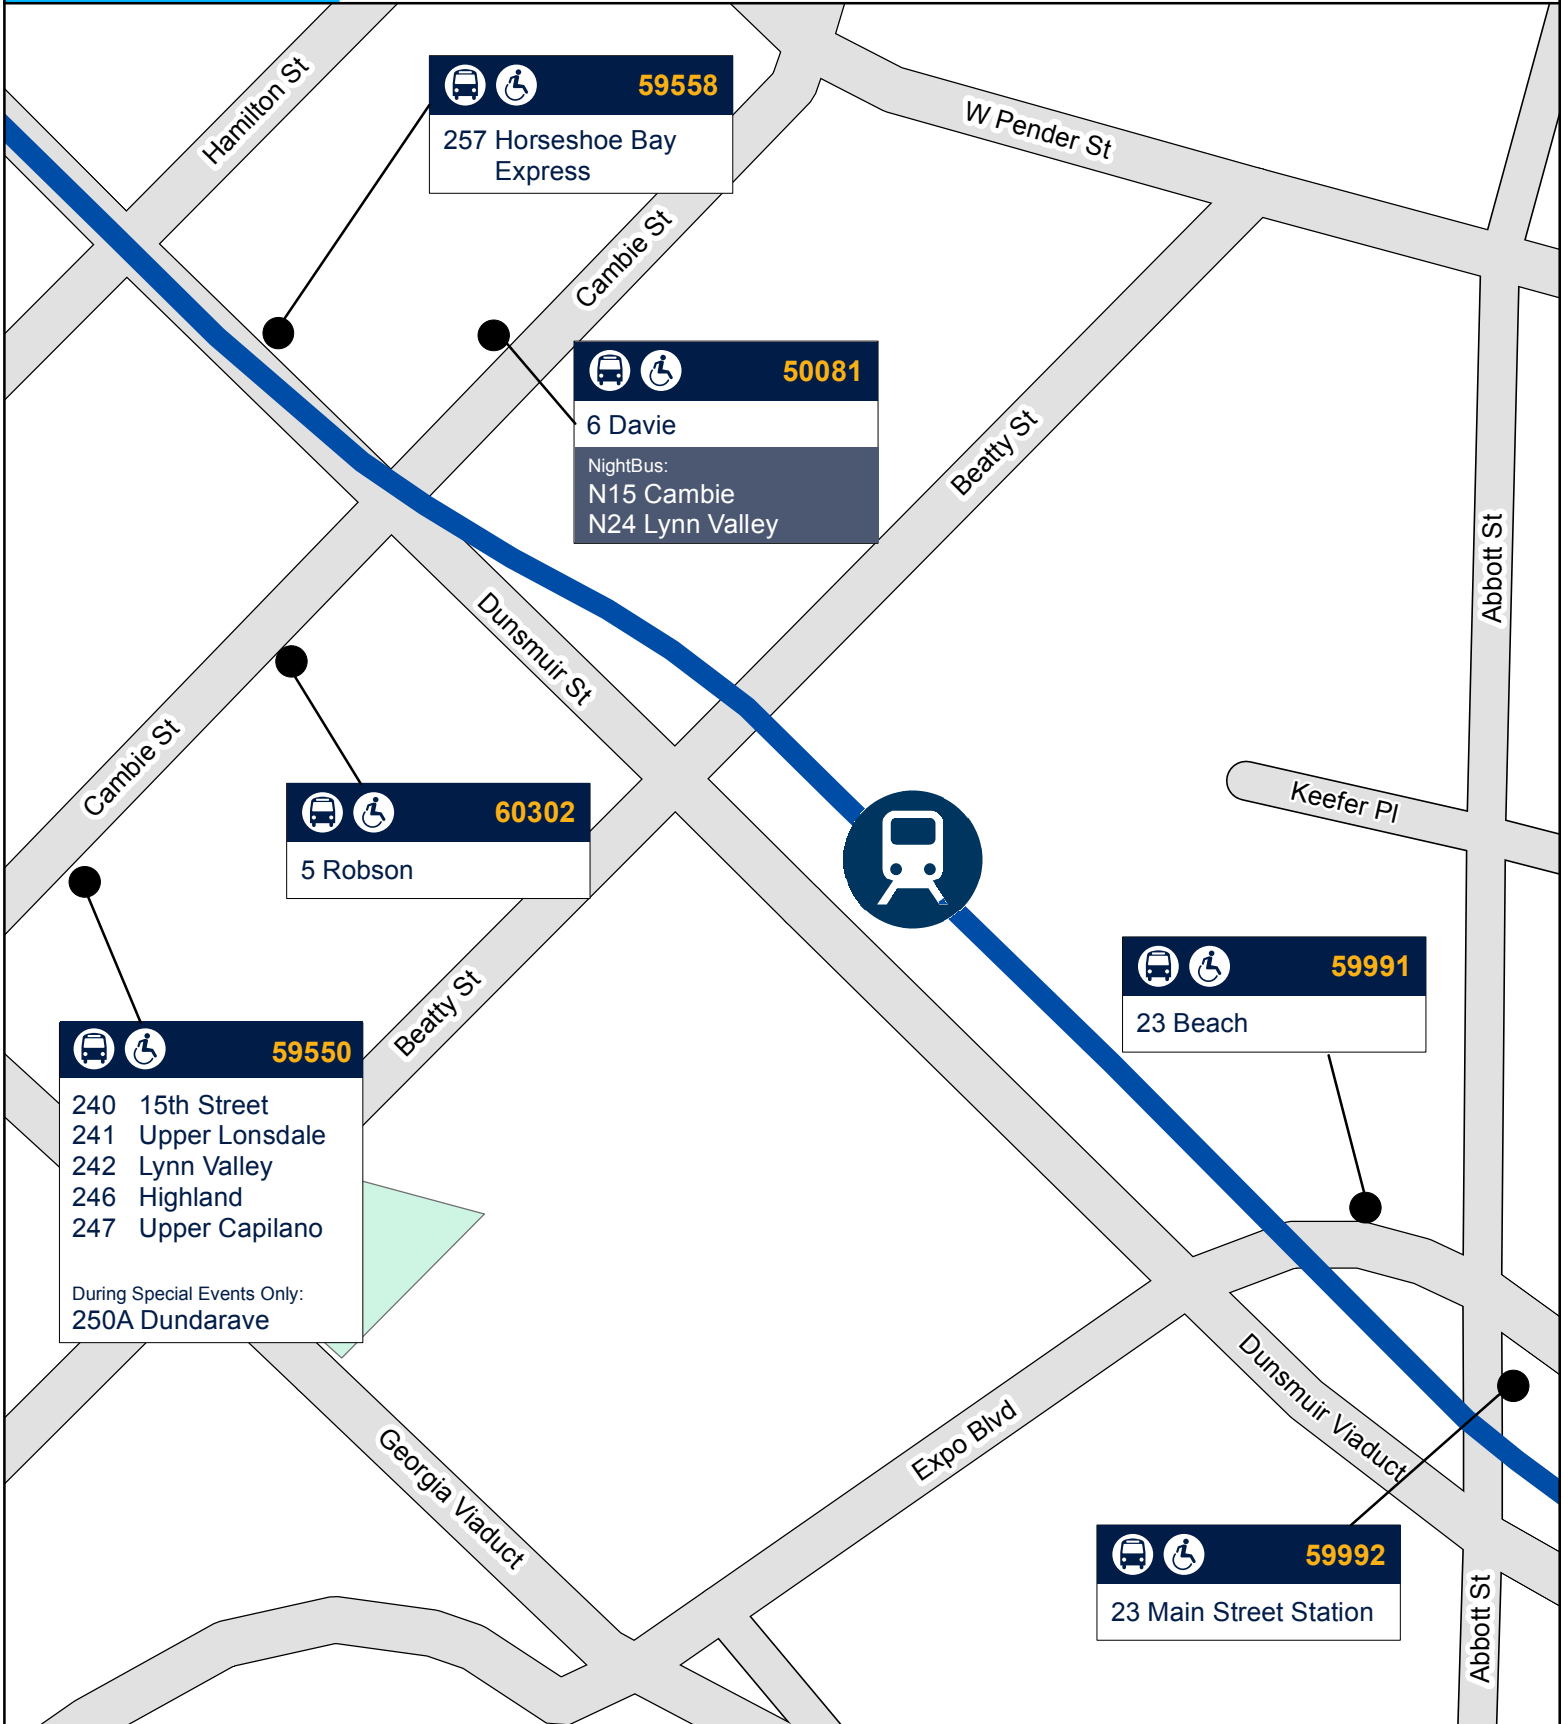 Hamilton St
59558
257 Horseshoe Bay
Express
W Pender St
Cambie St
50081
6 Davie
NightBus:
N15 Cambie
N24 Lynn Valley
Beatty St
Abbott St
Dunsmuir St
Cambie St
60302
5 Robson
Keefer Pl
59991
23 Beach
Beatty St
59550
240 15th Street
241 Upper Lonsdale
242 Lynn Valley
246 Highland
247 Upper Capilano
During Special Events Only:
250A Dundarave
Dunsmuir Viaduct
Expo Blvd
Georgia Viaduct
59992
23 Main Street Station
Abbott St